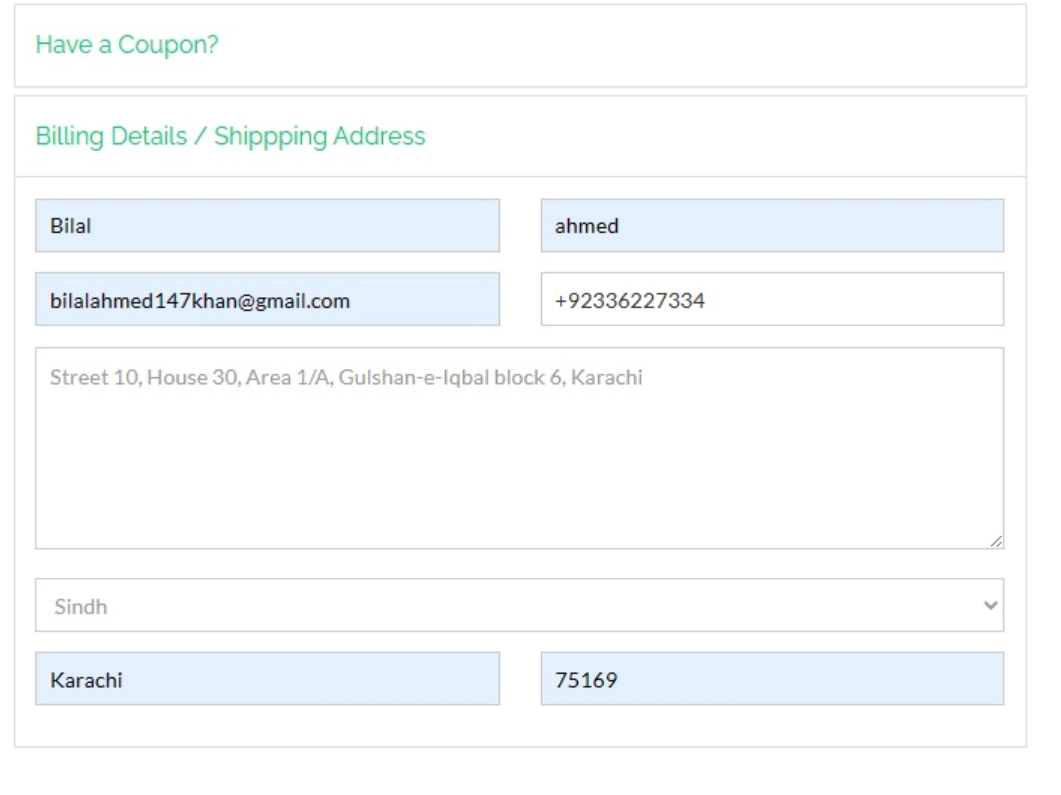 Have a Coupon?
Billing Details / Shippping Address
Bilal
ahmed
bilalahmed147khan@gmail.com
+92336227334
Street 10, House 30, Area 1/A, Gulshan-e-Iqbal block 6, Karachi
Sindh
Karachi
75169